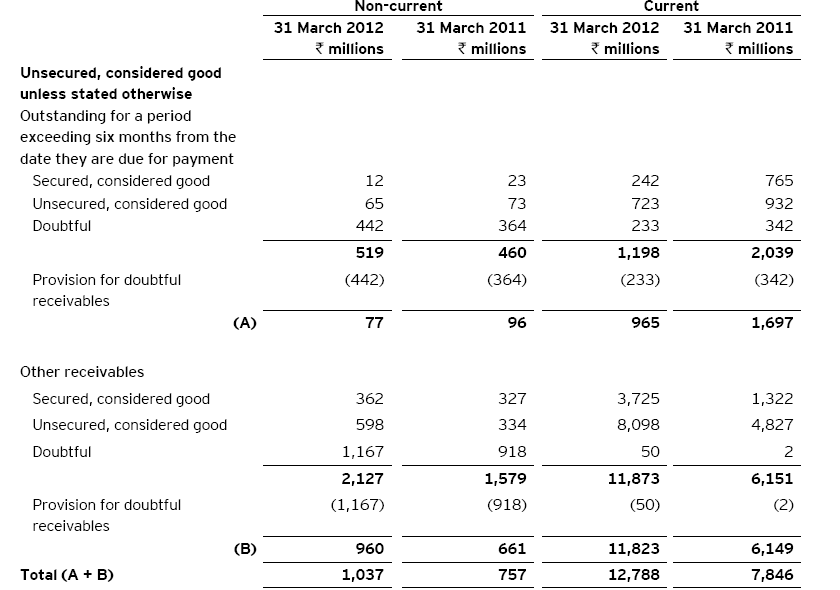 Non-current Current
31 March 2012 31 March 2011 31 March 2012 31 March 2011
₹ millions ₹ millions ₹ millions ₹ millions
Unsecured, considered good
unless stated otherwise
Outstanding for a period
exceeding six months from the
date they are due for payment
Secured, considered good 12 23 242 765
Unsecured, considered good 65 73 723 932
Doubtful 442 364 233 342
519 460 1,198 2,039
Provision for doubtful (442) (364) (233) (342)
receivables
(A) 77 96 965 1,697
Other receivables
Secured, considered good 362 327 3,725 1,322
Unsecured, considered good 598 334 8,098 4,827
Doubtful 1,167 918 50 2
2,127 1,579 11,873 6,151
Provision for doubtful (1,167) (918) (50) (2)
receivables
(B) 960 661 11,823 6,149
Total (A + B) 1,037 757 12,788 7,846